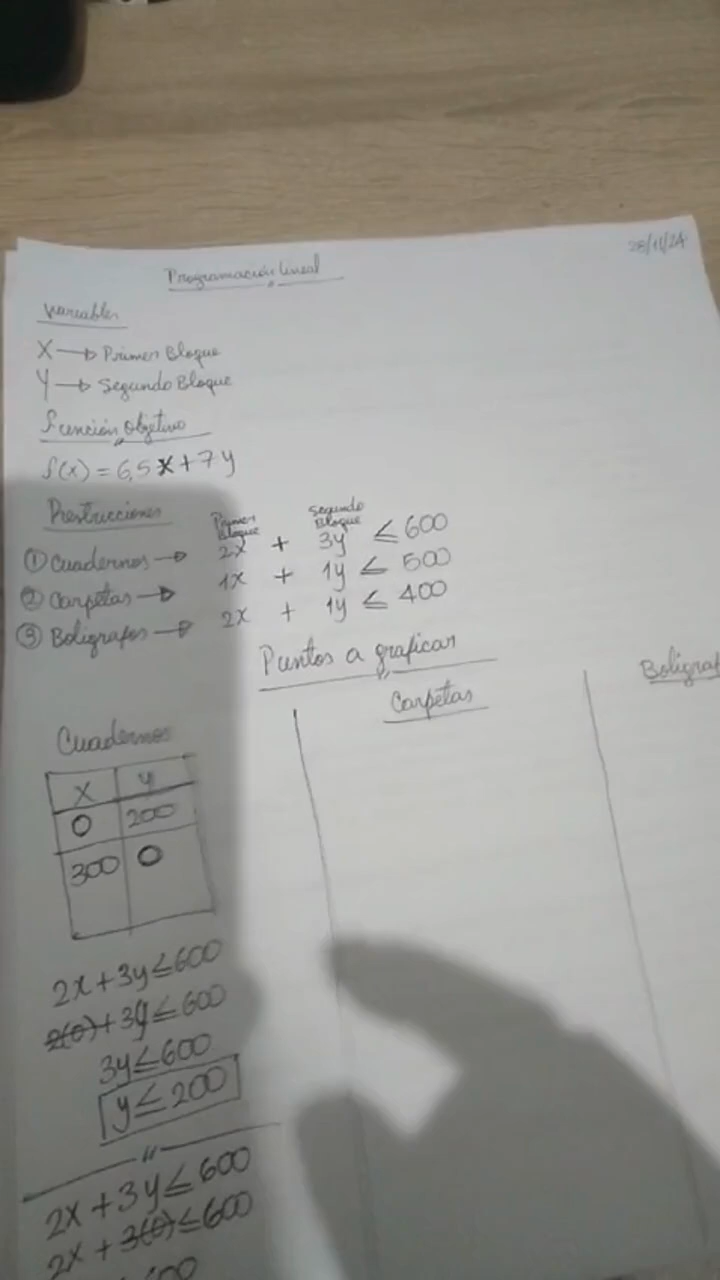 25/11/24
Programación lineal
Variables
X → Primer Bloque
Y → Segundo Bloque
Función Objetivo
f(x) = 6,5x + 7y
Restricciones
Primer Bloque Segundo Bloque
① Cuadernos → 2x + 3y ≤ 600
② Carpetas → 1x + 1y ≤ 500
③ Bolígrafos → 2x + 1y ≤ 400
Puntos a graficar
Cuadernos Carpetas Boligraf
X Y
0 200
300 0
2x + 3y ≤ 600
2(0) + 3y ≤ 600
3y ≤ 600
y ≤ 200
2x + 3y ≤ 600
2x + 3(0) ≤ 600
600